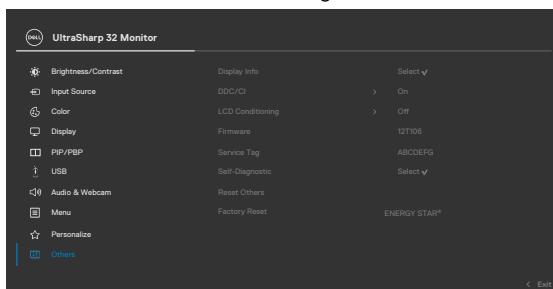 DELL UltraSharp 32 Monitor
Brightness/Contrast Display Info Select ✓
Input Source DDC/CI > On
Color LCD Conditioning > Off
Display Firmware 12T106
PIP/PBP Service Tag ABCDEFG
USB Self-Diagnostic Select ✓
Audio & Webcam Reset Others
Menu Factory Reset ENERGY STAR®
Personalize
Others
< Exit